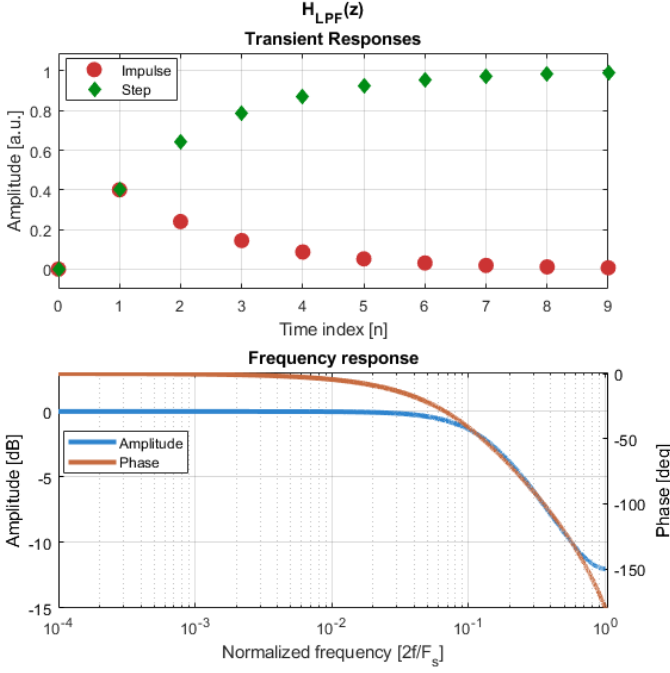 H_LPF(z)
Transient Responses
Amplitude [a.u.]
1
0.8
0.6
0.4
0.2
0
Impulse
Step
0 1 2 3 4 5 6 7 8 9
Time index [n]
Frequency response
Amplitude [dB]
0
-5
-10
-15
Amplitude
Phase
0
-50
-100
-150
Phase [deg]
10^-4 10^-3 10^-2 10^-1 10^0
Normalized frequency [2f/F_s]